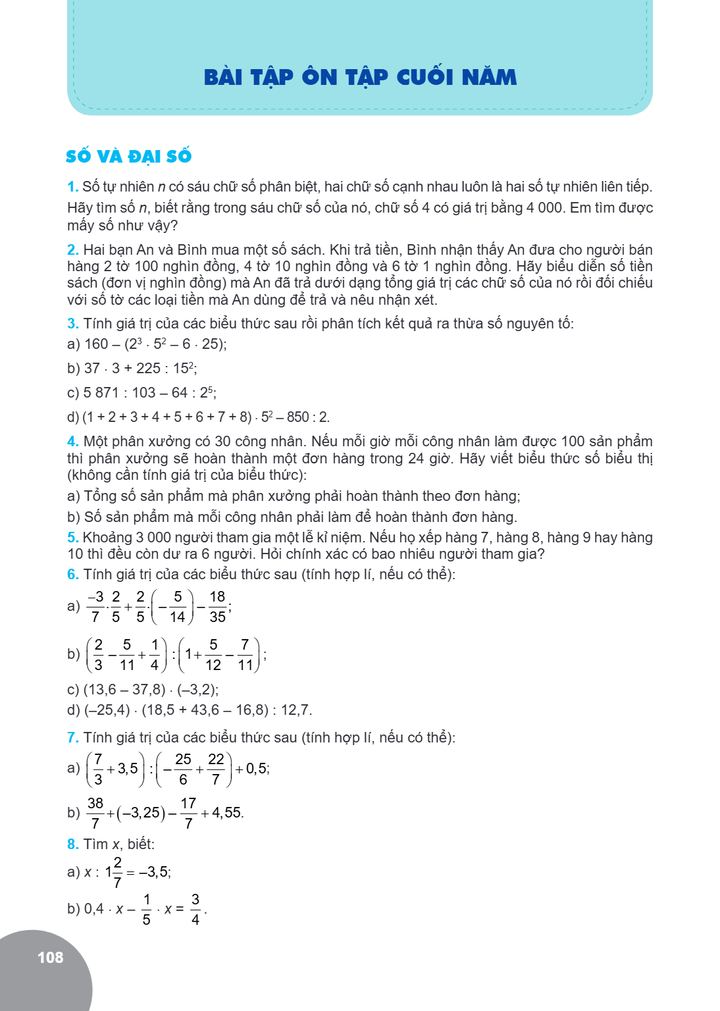 BÀI TẬP ÔN TẬP CUỐI NĂM
SỐ VÀ ĐẠI SỐ
1. Số tự nhiên n có sáu chữ số phân biệt, hai chữ số cạnh nhau luôn là hai số tự nhiên liên tiếp.
Hãy tìm số n, biết rằng trong sáu chữ số của nó, chữ số 4 có giá trị bằng 4 000. Em tìm được
mấy số như vậy?
2. Hai bạn An và Bình mua một số sách. Khi trả tiền, Bình nhận thấy An đưa cho người bán
hàng 2 tờ 100 nghìn đồng, 4 tờ 10 nghìn đồng và 6 tờ 1 nghìn đồng. Hãy biểu diễn số tiền
sách (đơn vị nghìn đồng) mà An đã trả dưới dạng tổng giá trị các chữ số của nó rồi đối chiếu
với số tờ các loại tiền mà An dùng để trả và nêu nhận xét.
3. Tính giá trị của các biểu thức sau rồi phân tích kết quả ra thừa số nguyên tố:
a) 160 – (2³ · 5² – 6 · 25);
b) 37 · 3 + 225 : 15²;
c) 5 871 : 103 – 64 : 2⁵;
d) (1 + 2 + 3 + 4 + 5 + 6 + 7 + 8) · 5² – 850 : 2.
4. Một phân xưởng có 30 công nhân. Nếu mỗi giờ mỗi công nhân làm được 100 sản phẩm
thì phân xưởng sẽ hoàn thành một đơn hàng trong 24 giờ. Hãy viết biểu thức số biểu thị
(không cần tính giá trị của biểu thức):
a) Tổng số sản phẩm mà phân xưởng phải hoàn thành theo đơn hàng;
b) Số sản phẩm mà mỗi công nhân phải làm để hoàn thành đơn hàng.
5. Khoảng 3 000 người tham gia một lễ kỉ niệm. Nếu họ xếp hàng 7, hàng 8, hàng 9 hay hàng
10 thì đều còn dư ra 6 người. Hỏi chính xác có bao nhiêu người tham gia?
6. Tính giá trị của các biểu thức sau (tính hợp lí, nếu có thể):
a) −3/7 · 2/5 + 2/5 · (−5/14) − 18/35;
b) (2/3 − 5/11 + 1/4) : (1 + 5/12 − 7/11);
c) (13,6 – 37,8) · (–3,2);
d) (–25,4) · (18,5 + 43,6 – 16,8) : 12,7.
7. Tính giá trị của các biểu thức sau (tính hợp lí, nếu có thể):
a) (7/3 + 3,5) : (−25/6 + 22/7) + 0,5;
b) 38/7 + (−3,25) − 17/7 + 4,55.
8. Tìm x, biết:
a) x : 1 2/7 = –3,5;
b) 0,4 · x – 1/5 · x = 3/4.
108